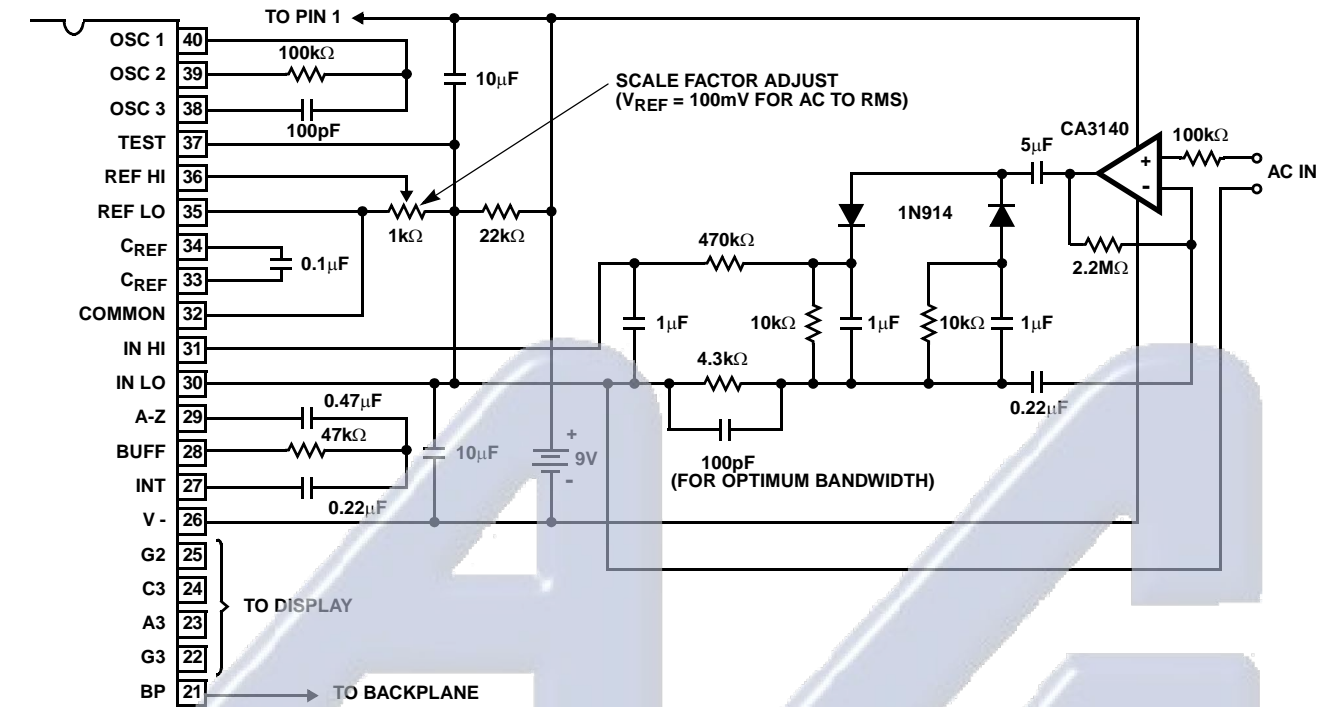 TO PIN 1
OSC 1 40
100kΩ
OSC 2 39
10μF
SCALE FACTOR ADJUST
(VREF = 100mV FOR AC TO RMS)
OSC 3 38
100pF
TEST 37
CA3140
100kΩ
5μF
+
-
AC IN
REF HI 36
REF LO 35
1kΩ
22kΩ
1N914
470kΩ
2.2MΩ
CREF 34
0.1μF
CREF 33
COMMON 32
1μF
10kΩ
1μF
10kΩ
1μF
IN HI 31
4.3kΩ
IN LO 30
0.47μF
0.22μF
A-Z 29
47kΩ
BUFF 28
10μF
+
9V
-
100pF
(FOR OPTIMUM BANDWIDTH)
INT 27
0.22μF
V - 26
G2 25
C3 24
TO DISPLAY
A3 23
G3 22
BP 21
TO BACKPLANE